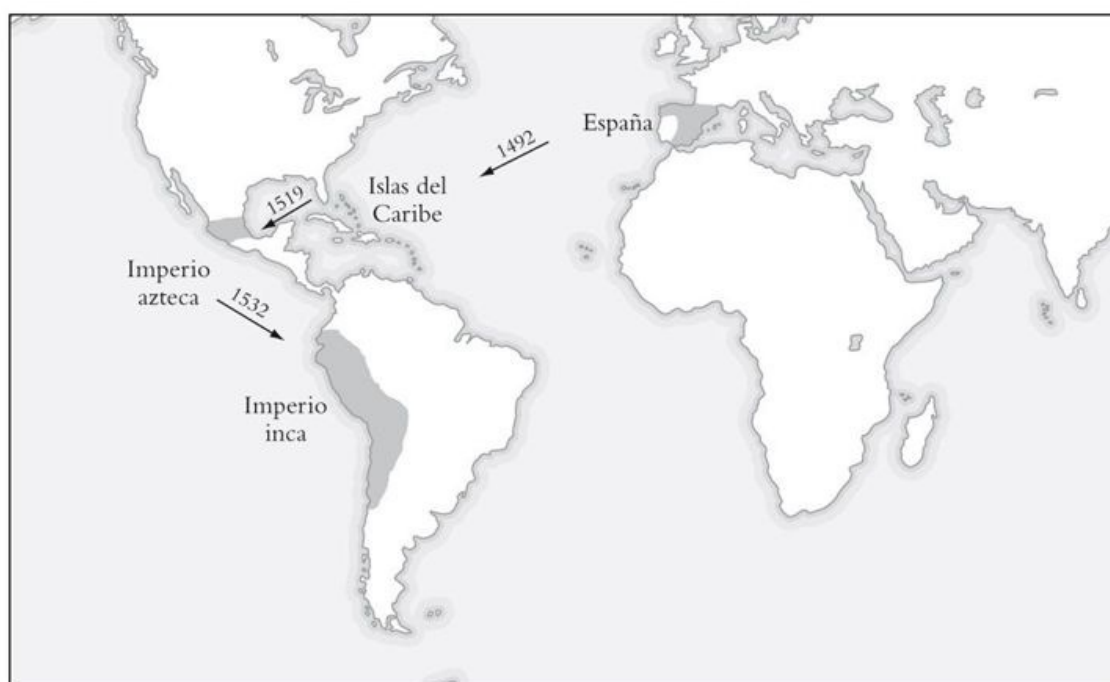 España
1492
Islas del
Caribe
1519
Imperio
azteca
1532
Imperio
inca